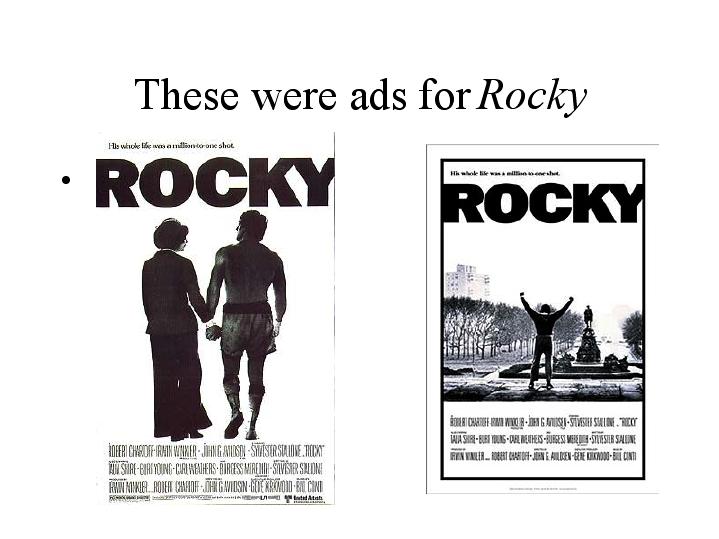 These were ads for Rocky
•
His whole life was a million-to-one shot.
ROCKY
ROBERT CHARTOFF-IRWIN WINKLER - JOHN G. AVILDSEN - SYLVESTER STALLONE "ROCKY"
TALIA SHIRE - BURT YOUNG - CARL WEATHERS - BURGESS MEREDITH - SYLVESTER STALLONE
IRWIN WINKLER ROBERT CHARTOFF - JOHN G. AVILDSEN - GENE KIRKWOOD - BILL CONTI
United Artists
His whole life was a million-to-one shot.
ROCKY
ROBERT CHARTOFF-IRWIN WINKLER - JOHN G. AVILDSEN - SYLVESTER STALLONE "ROCKY"
TALIA SHIRE - BURT YOUNG - CARL WEATHERS - BURGESS MEREDITH - SYLVESTER STALLONE
IRWIN WINKLER ROBERT CHARTOFF - JOHN G. AVILDSEN - GENE KIRKWOOD - BILL CONTI